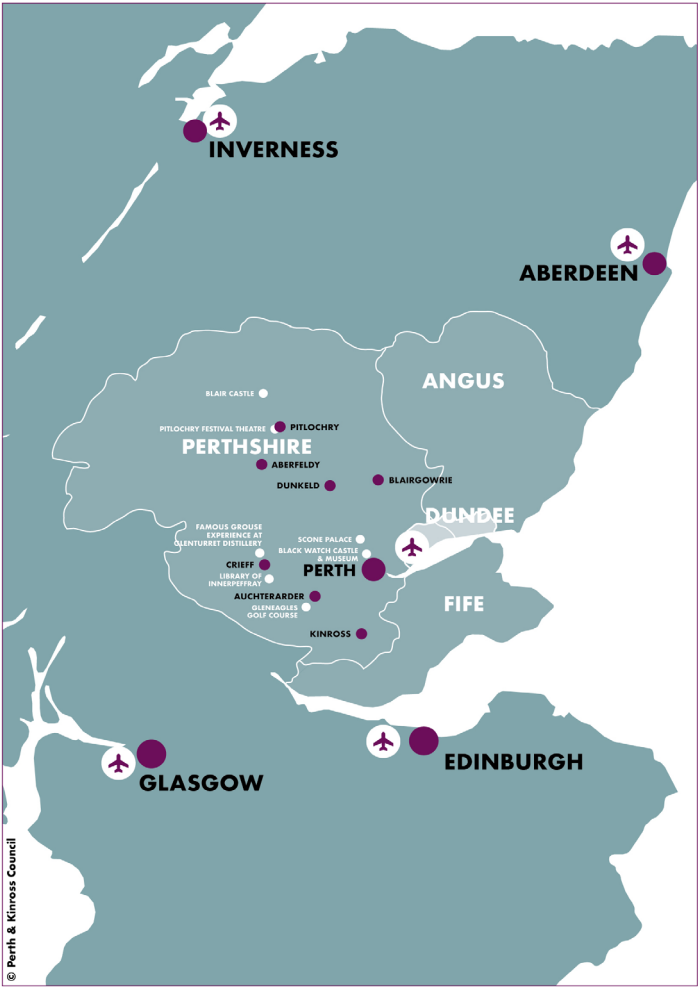 INVERNESS
ABERDEEN
ANGUS
BLAIR CASTLE
PITLOCHRY FESTIVAL THEATRE
PITLOCHRY
PERTHSHIRE
ABERFELDY
DUNKELD
BLAIRGOWRIE
DUNDEE
FAMOUS GROUSE
EXPERIENCE AT
GLENTURRET DISTILLERY
SCONE PALACE
BLACK WATCH CASTLE
& MUSEUM
CRIEFF
PERTH
LIBRARY OF
INNERPEFFRAY
AUCHTERARDER
GLENEAGLES
GOLF COURSE
FIFE
KINROSS
EDINBURGH
GLASGOW
© Perth & Kinross Council